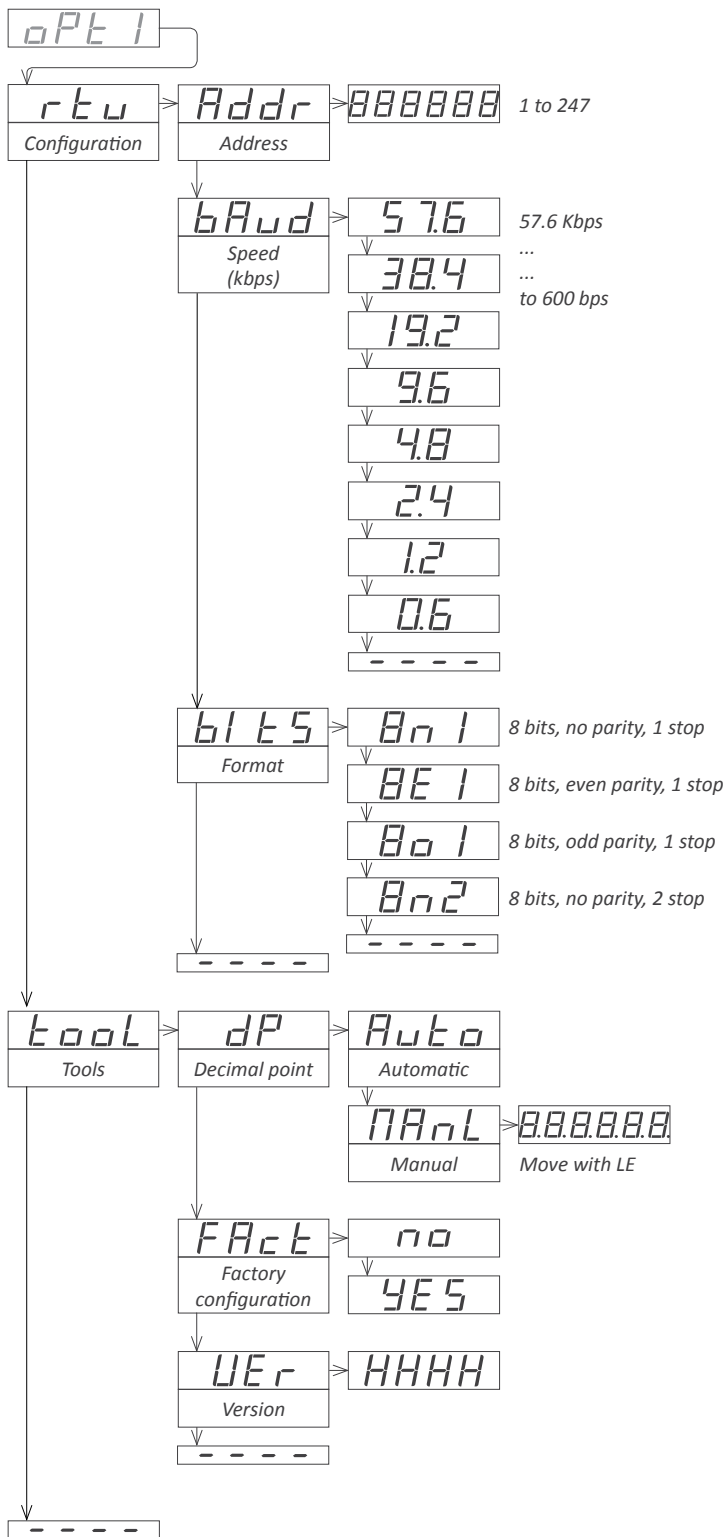 oPt1
rtu
Addr
888888
1 to 247
Configuration
Address
bAud
57.6
57.6 Kbps
Speed
(kbps)
...
38.4
...
to 600 bps
19.2
9.6
4.8
2.4
1.2
0.6
- - - -
bItS
8n1
8 bits, no parity, 1 stop
Format
8E1
8 bits, even parity, 1 stop
8o1
8 bits, odd parity, 1 stop
8n2
8 bits, no parity, 2 stop
- - - -
- - - -
tooL
dP
Auto
Tools
Decimal point
Automatic
MAnL
8.8.8.8.8.8.
Manual
Move with LE
FAct
no
Factory
configuration
YES
VEr
HHHH
Version
- - - -
- - - -